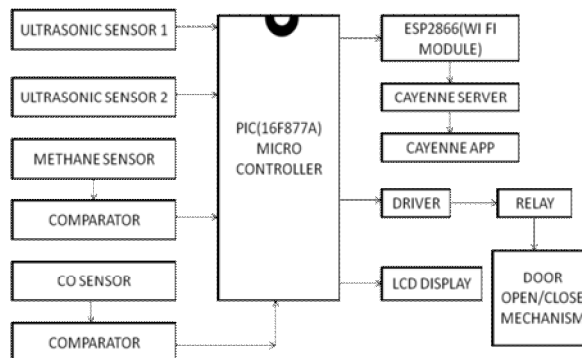 ULTRASONIC SENSOR 1
ULTRASONIC SENSOR 2
METHANE SENSOR
COMPARATOR
CO SENSOR
COMPARATOR
PIC(16F877A)
MICRO
CONTROLLER
ESP2866(WI FI
MODULE)
CAYENNE SERVER
CAYENNE APP
DRIVER
RELAY
LCD DISPLAY
DOOR
OPEN/CLOSE
MECHANISM